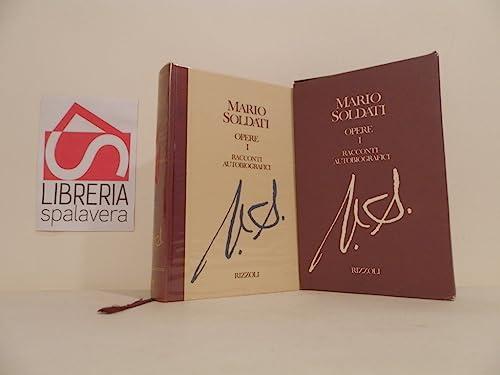 LIBRERIA
spalavera
MARIO
SOLDATI
OPERE
I
RACCONTI
AUTOBIOGRAFICI
M.S.
RIZZOLI
MARIO
SOLDATI
OPERE
I
RACCONTI
AUTOBIOGRAFICI
M.S.
RIZZOLI